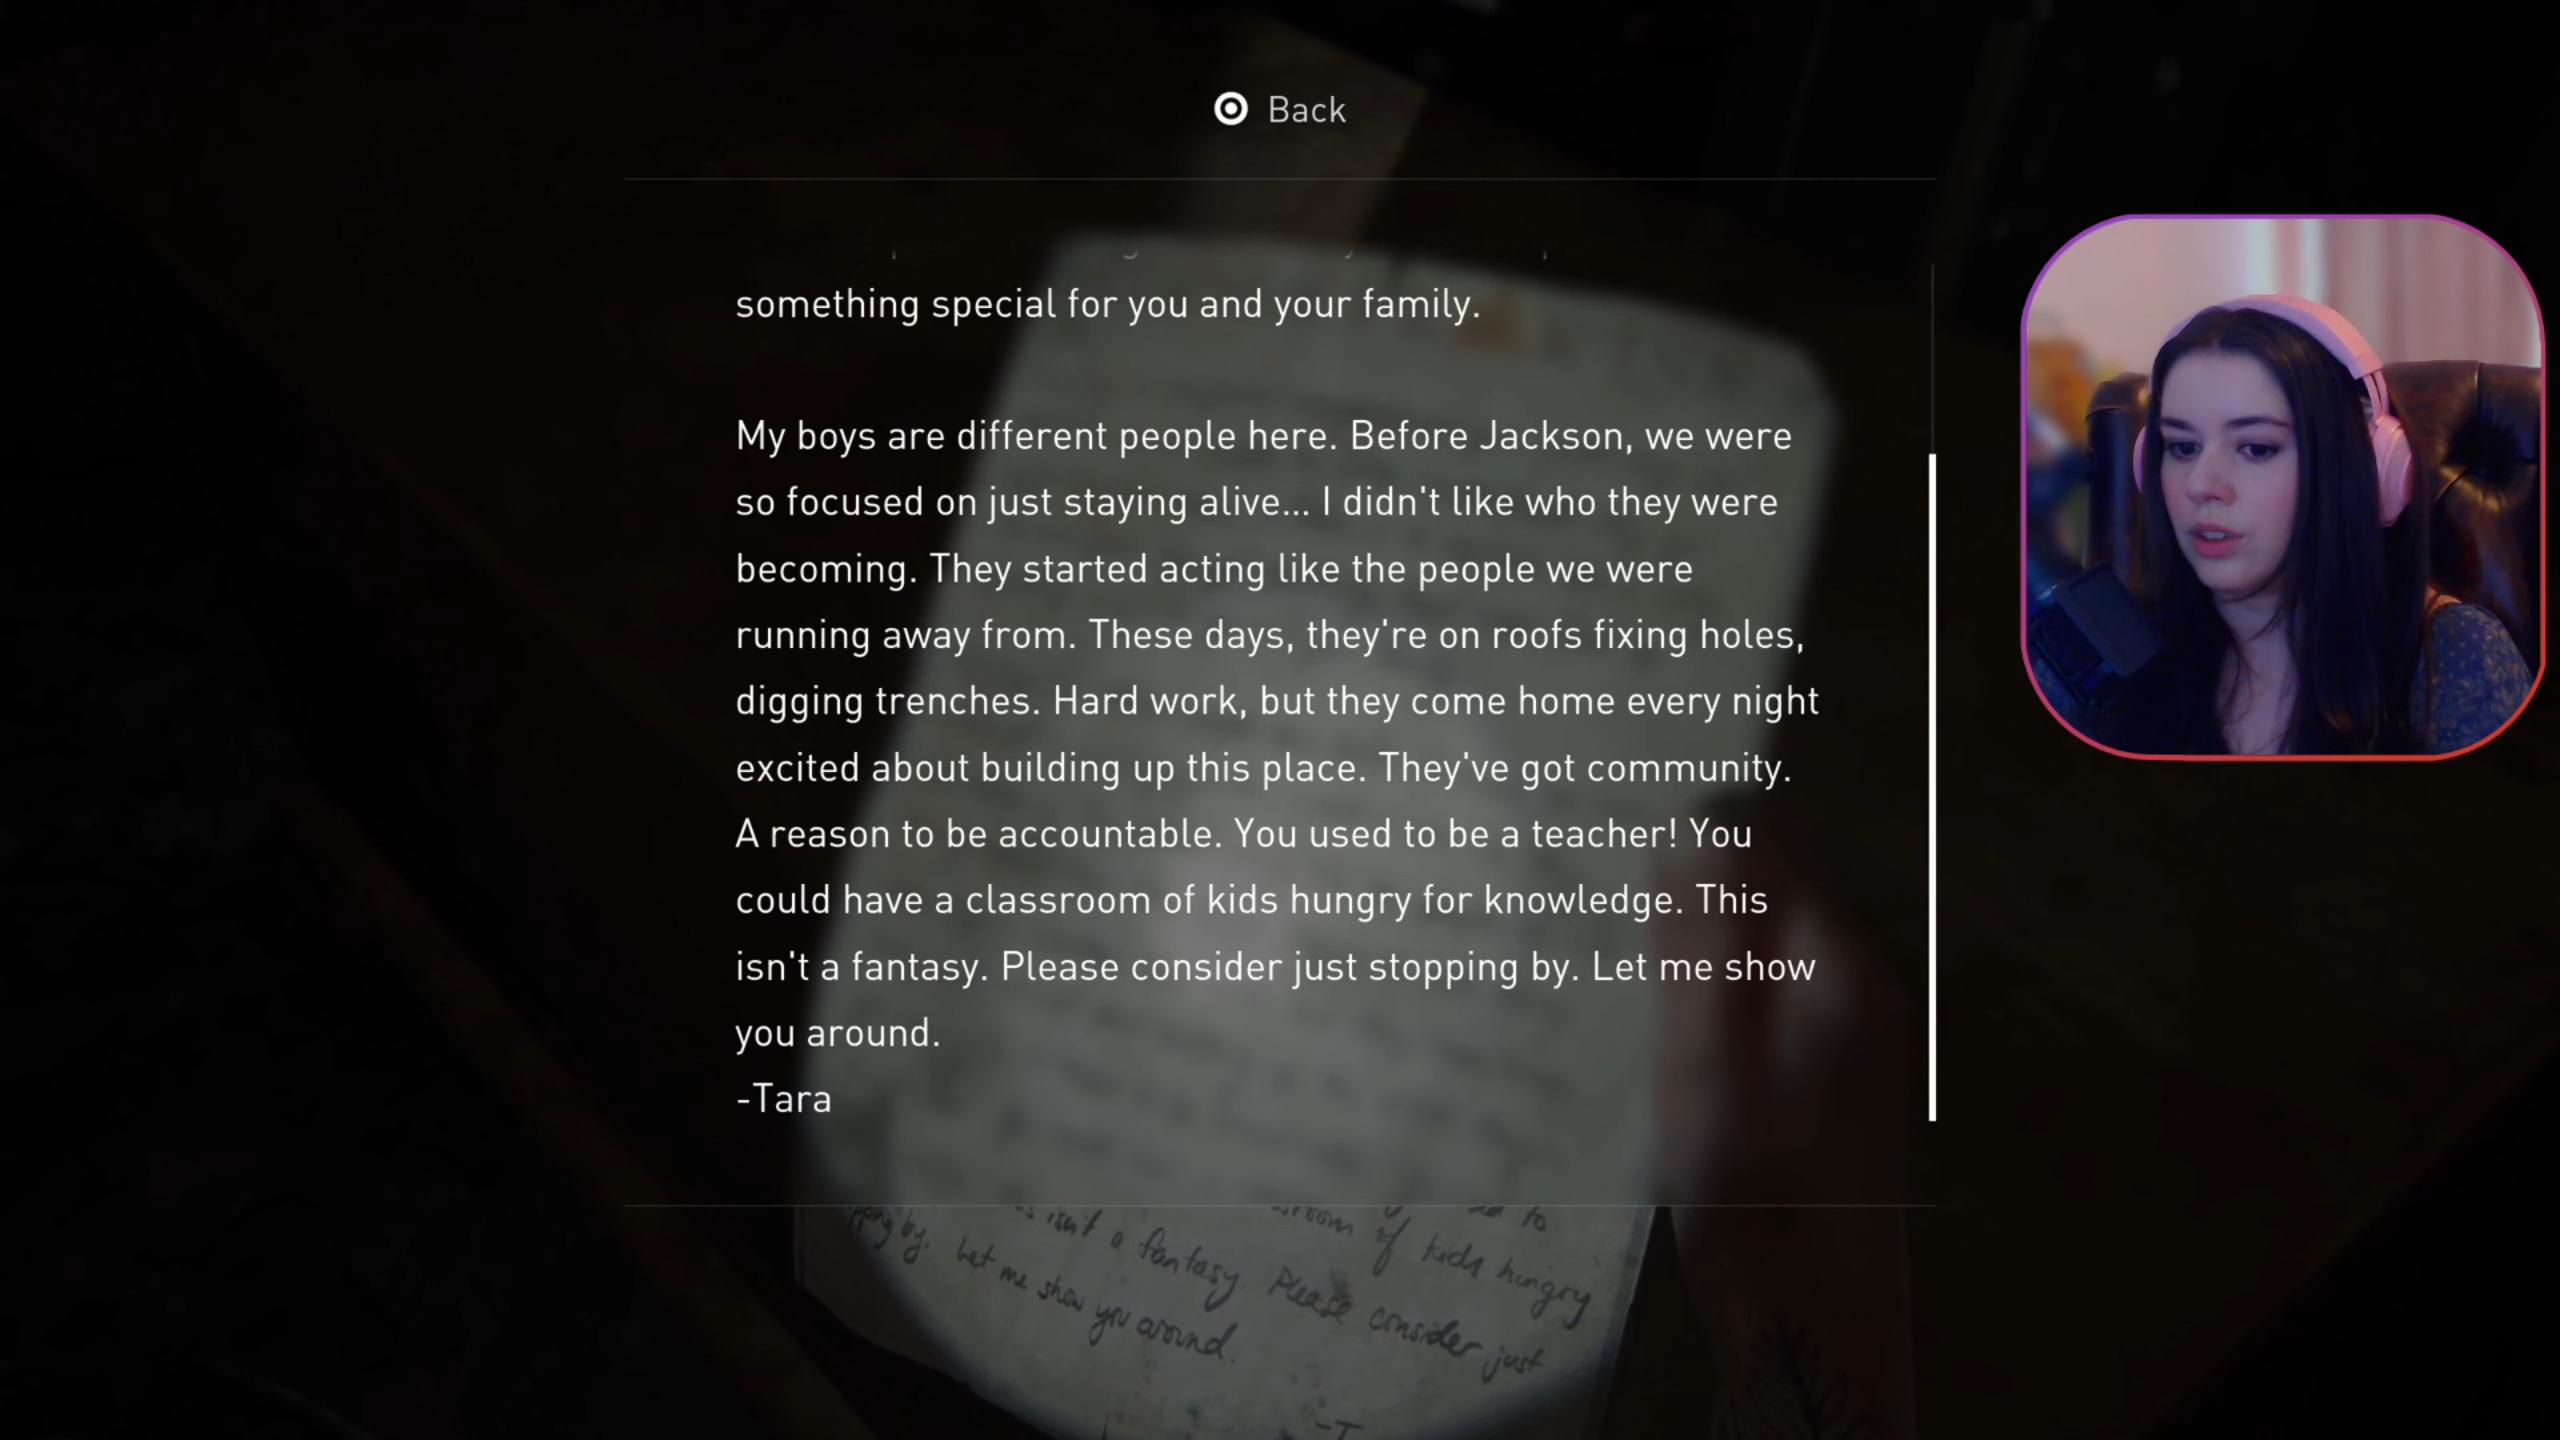 Back
something special for you and your family.
My boys are different people here. Before Jackson, we were
so focused on just staying alive... I didn't like who they were
becoming. They started acting like the people we were
running away from. These days, they're on roofs fixing holes,
digging trenches. Hard work, but they come home every night
excited about building up this place. They've got community.
A reason to be accountable. You used to be a teacher! You
could have a classroom of kids hungry for knowledge. This
isn't a fantasy. Please consider just stopping by. Let me show
you around.
-Tara
to
of kids hungry
isn't a fantasy. Please consider just
by. Let me show you around.
-T